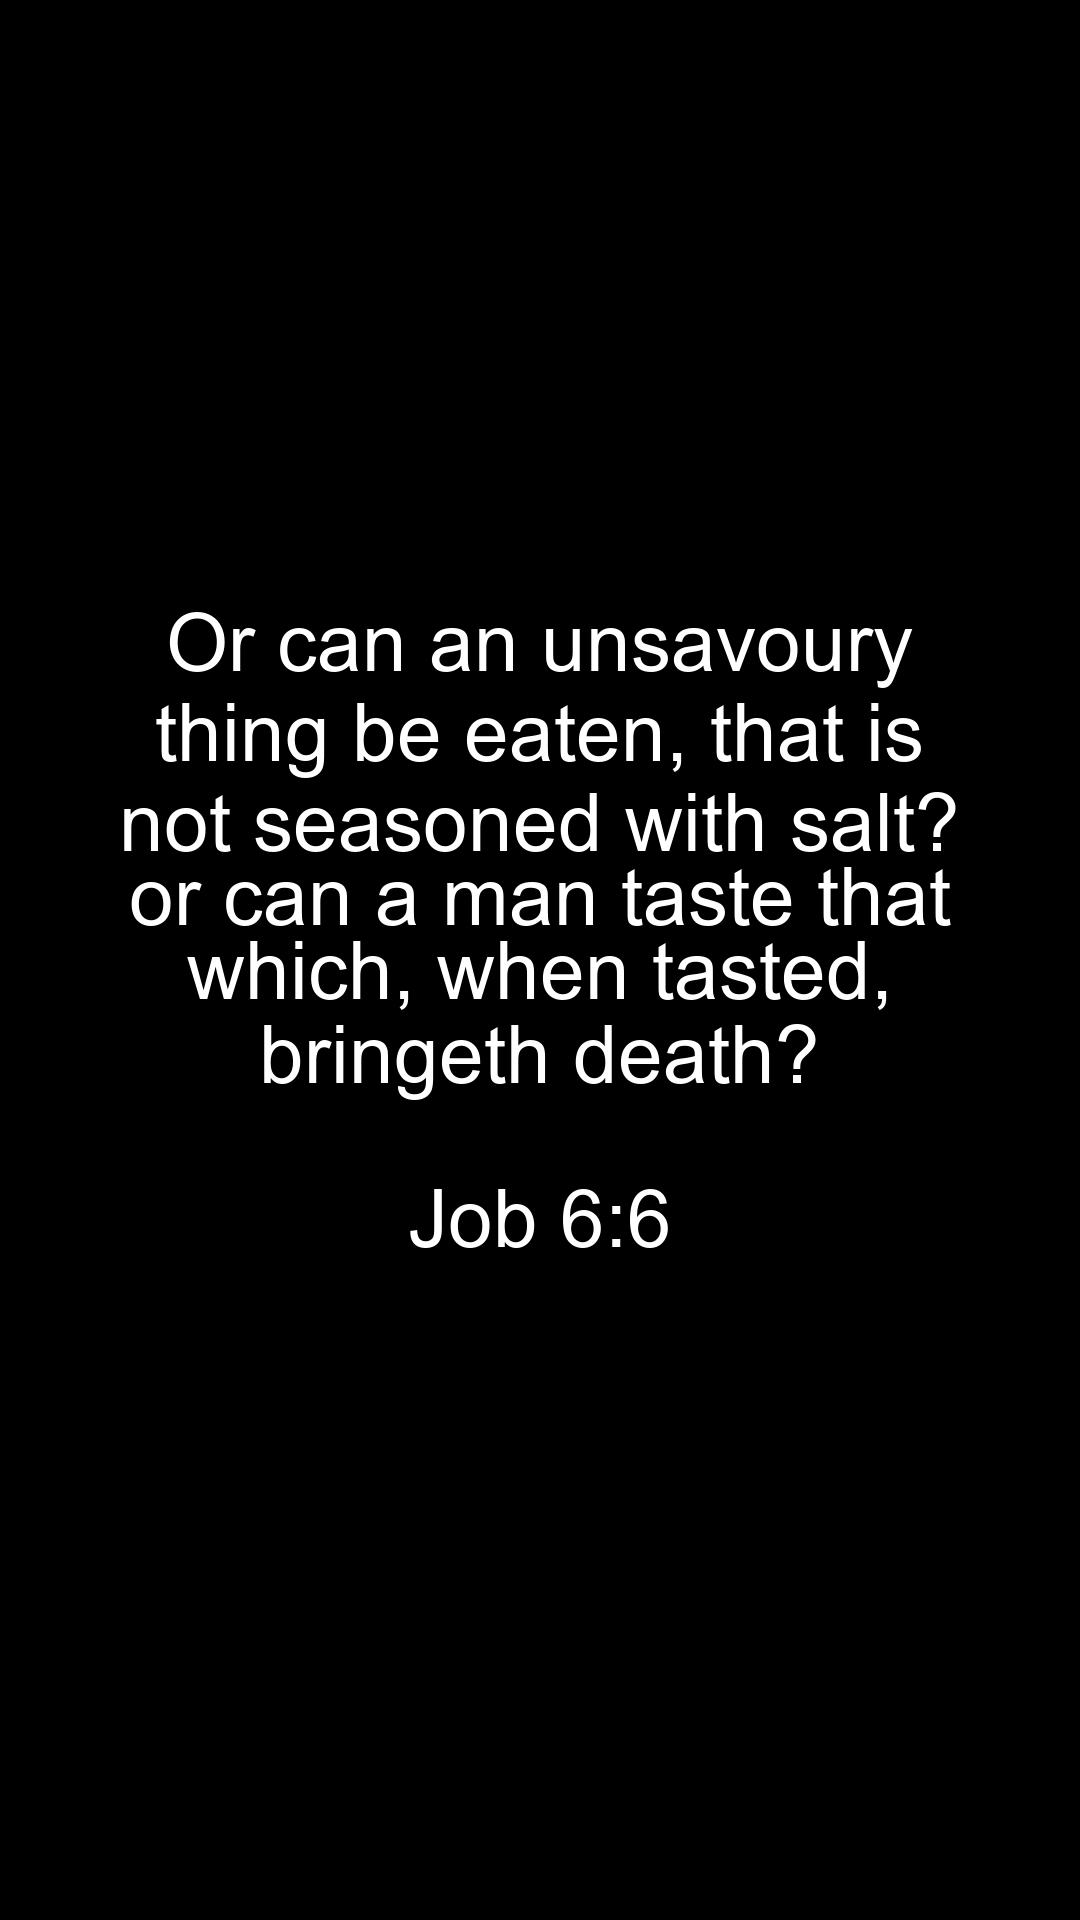 Or can an unsavoury
thing be eaten, that is
not seasoned with salt?
or can a man taste that
which, when tasted,
bringeth death?
Job 6:6